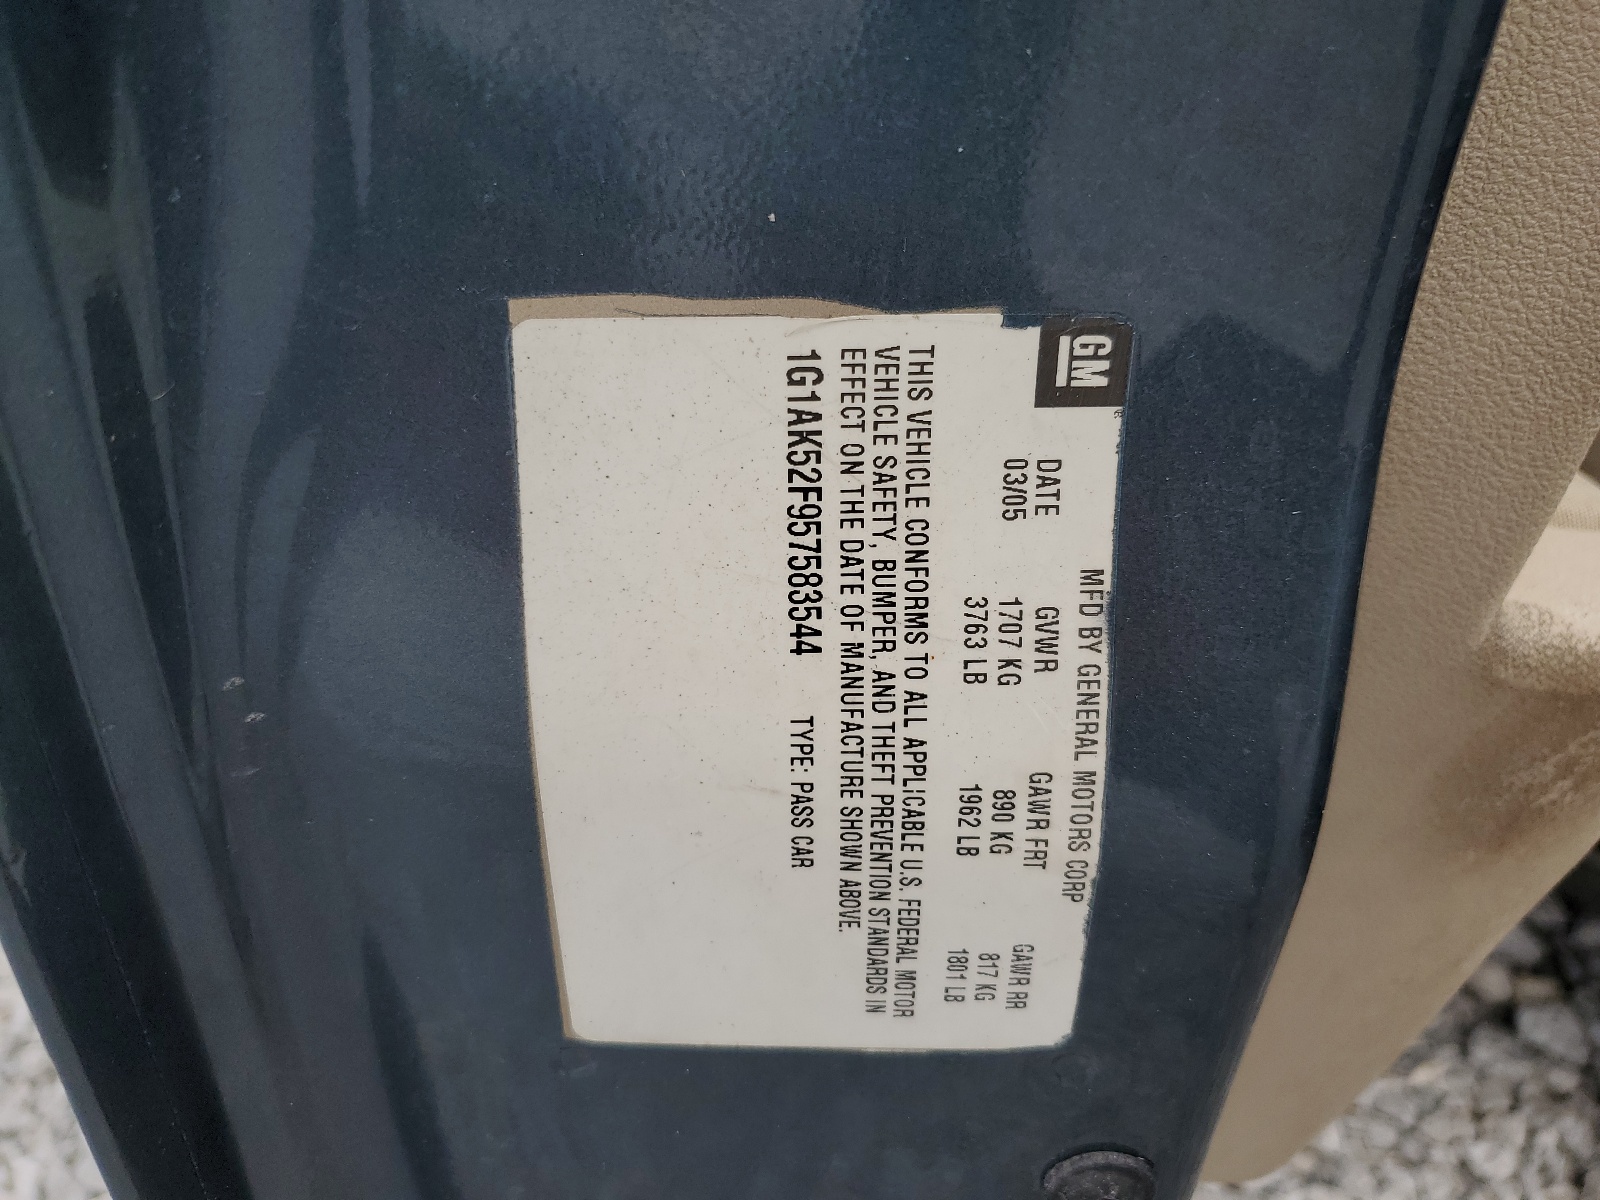 GM
MFD BY GENERAL MOTORS CORP
DATE GVWR GAWR FRT GAWR RR
03/05 1707 KG 890 KG 817 KG
3763 LB 1962 LB 1801 LB
THIS VEHICLE CONFORMS TO ALL APPLICABLE U.S. FEDERAL MOTOR
VEHICLE SAFETY, BUMPER, AND THEFT PREVENTION STANDARDS IN
EFFECT ON THE DATE OF MANUFACTURE SHOWN ABOVE.
1G1AK52F957583544 TYPE: PASS CAR